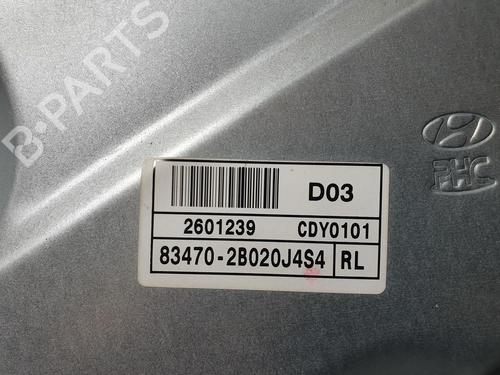 B-PARTS
PHC
D03
2601239 CDY0101
83470-2B020J4S4 RL